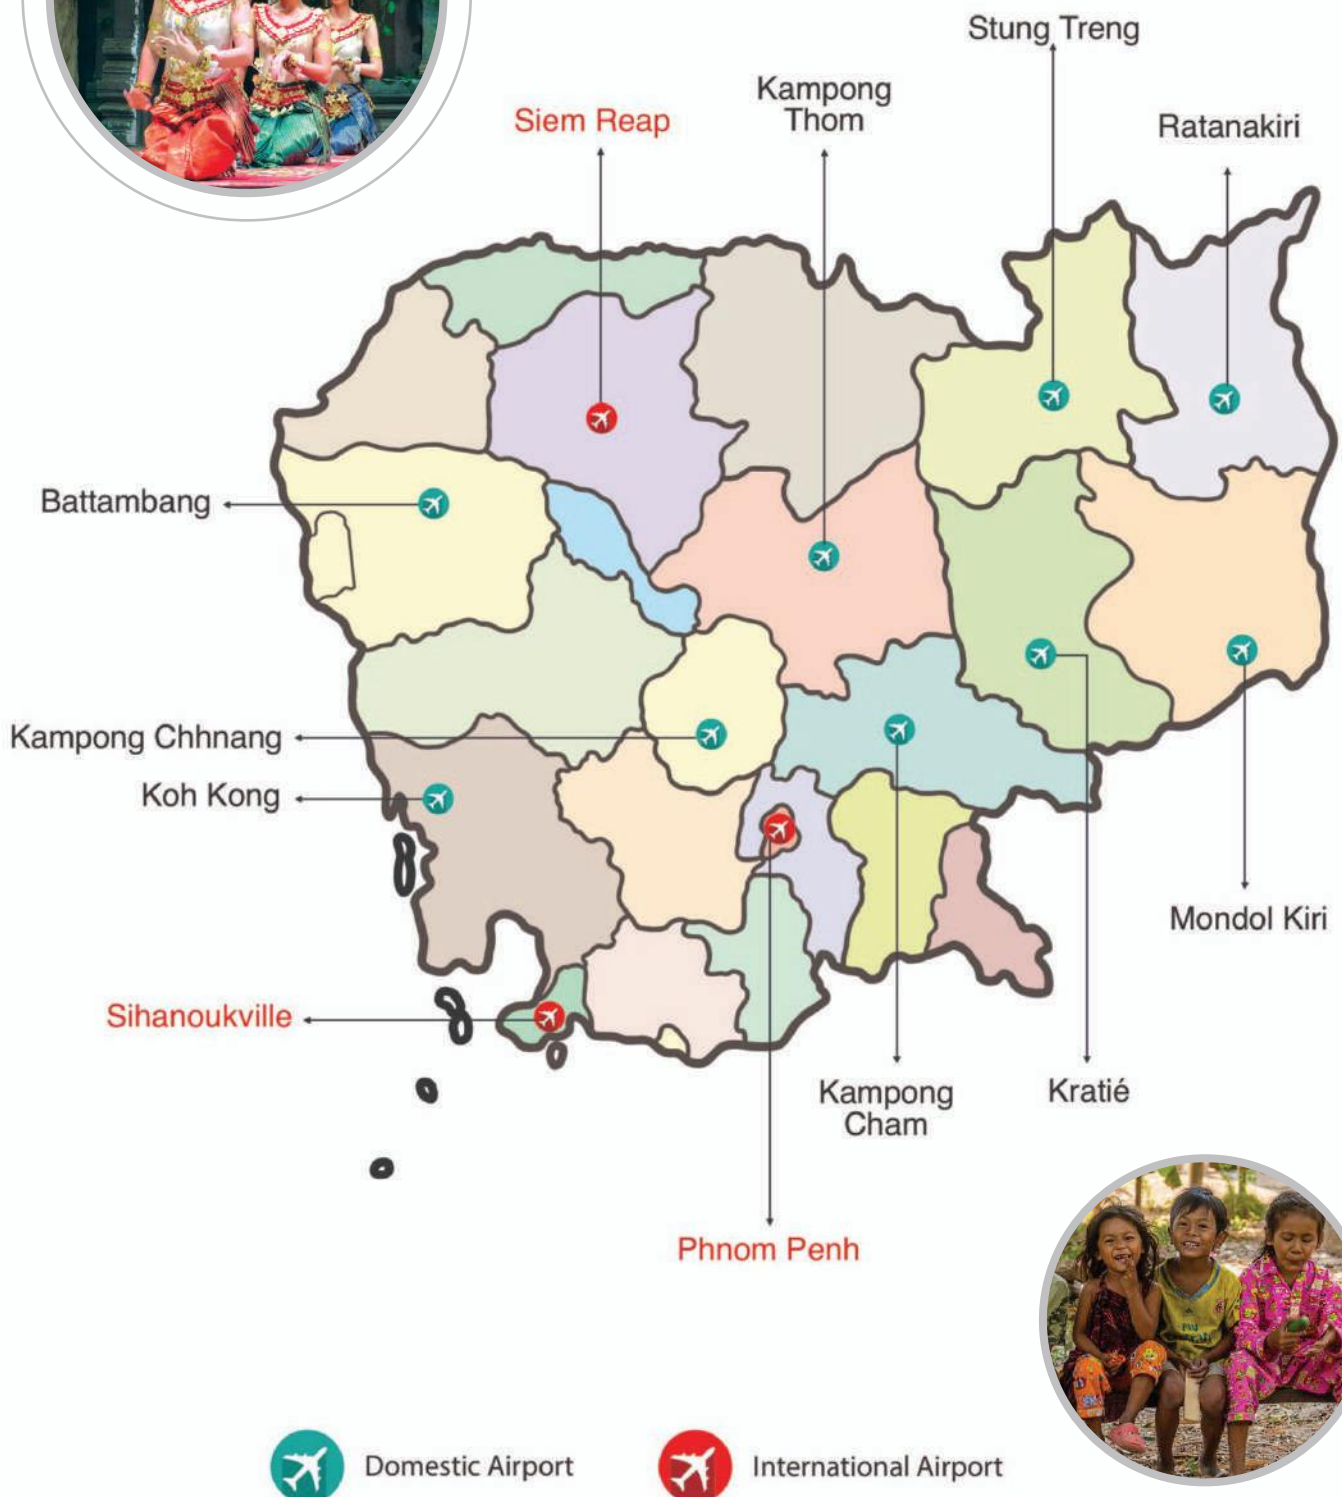 Stung Treng
Kampong
Thom
Siem Reap
Ratanakiri
Battambang
Kampong Chhnang
Koh Kong
Mondol Kiri
Sihanoukville
Kampong
Cham
Kratié
Phnom Penh
Domestic Airport
International Airport